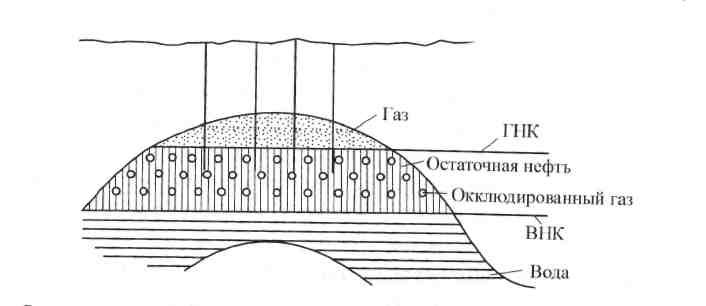 Газ
ГНК
Остаточная нефть
Окклюдированный газ
ВНК
Вода